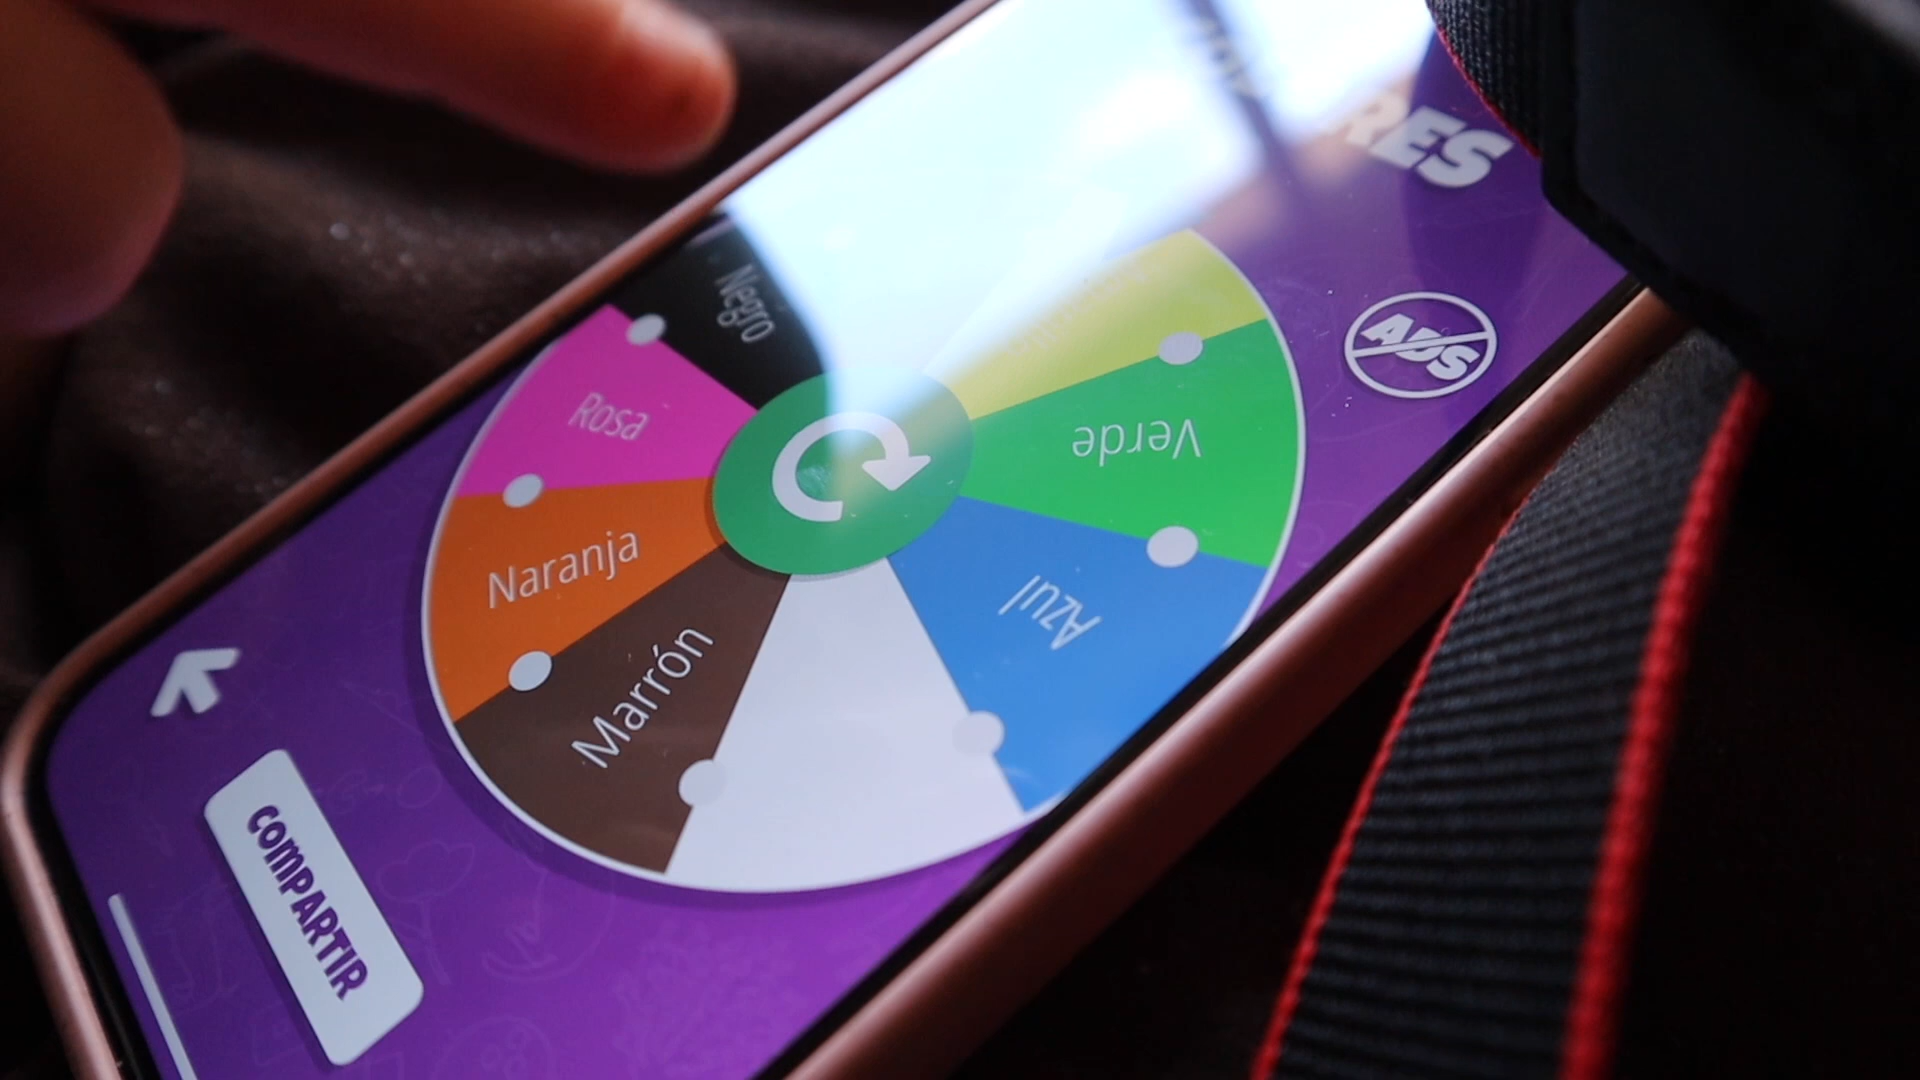 RES
ADS
Negro
Rosa
Naranja
Marrón
Azul
Verde
COMPARTIR